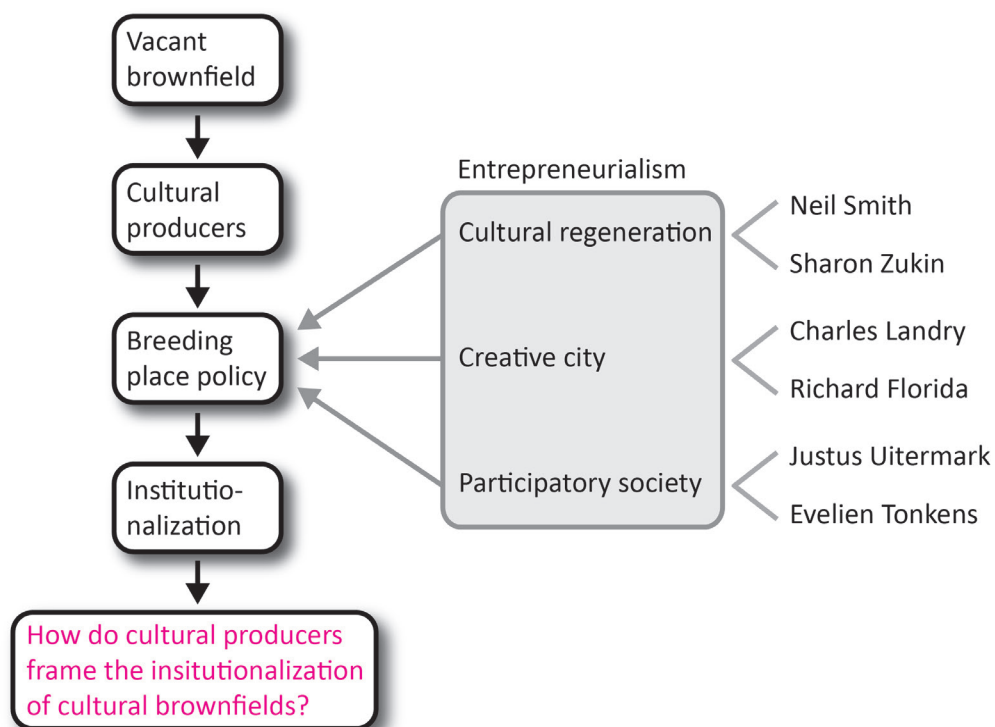 Vacant
brownfield
Cultural
producers
Breeding
place policy
Institutio-
nalization
How do cultural producers
frame the insitutionalization
of cultural brownfields?
Entrepreneurialism
Cultural regeneration
Creative city
Participatory society
Neil Smith
Sharon Zukin
Charles Landry
Richard Florida
Justus Uitermark
Evelien Tonkens